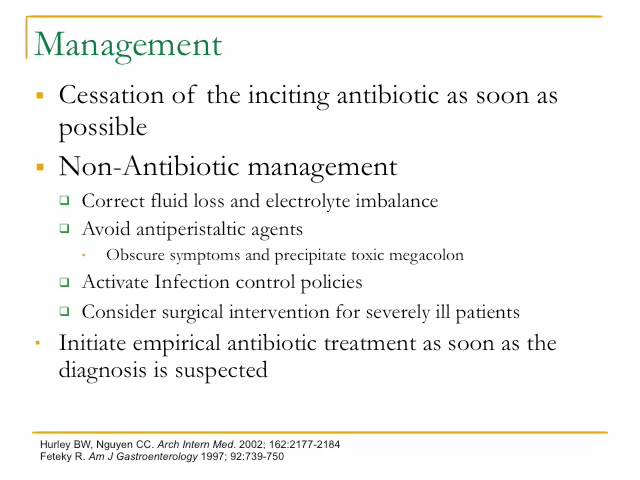 Management
Cessation of the inciting antibiotic as soon as
possible
Non-Antibiotic management
Correct fluid loss and electrolyte imbalance
Avoid antiperistaltic agents
Obscure symptoms and precipitate toxic megacolon
Activate Infection control policies
Consider surgical intervention for severely ill patients
Initiate empirical antibiotic treatment as soon as the
diagnosis is suspected
Hurley BW, Nguyen CC. Arch Intern Med. 2002; 162:2177-2184
Feteky R. Am J Gastroenterology 1997; 92:739-750